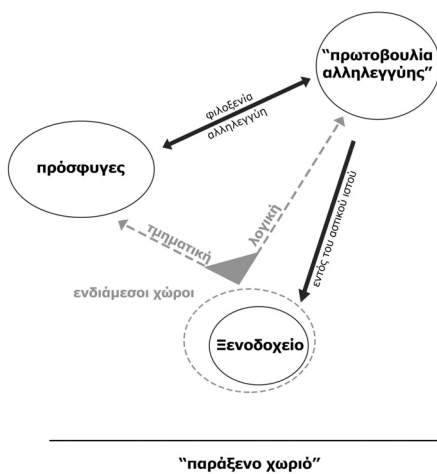 “πρωτοβουλία
αλληλεγγύης”
φιλοξενία
αλληλεγγύη
πρόσφυγες
τμηματική
λογική
εντός του αστικού ιστού
ενδιάμεσοι χώροι
Ξενοδοχείο
“παράξενο χωριό”